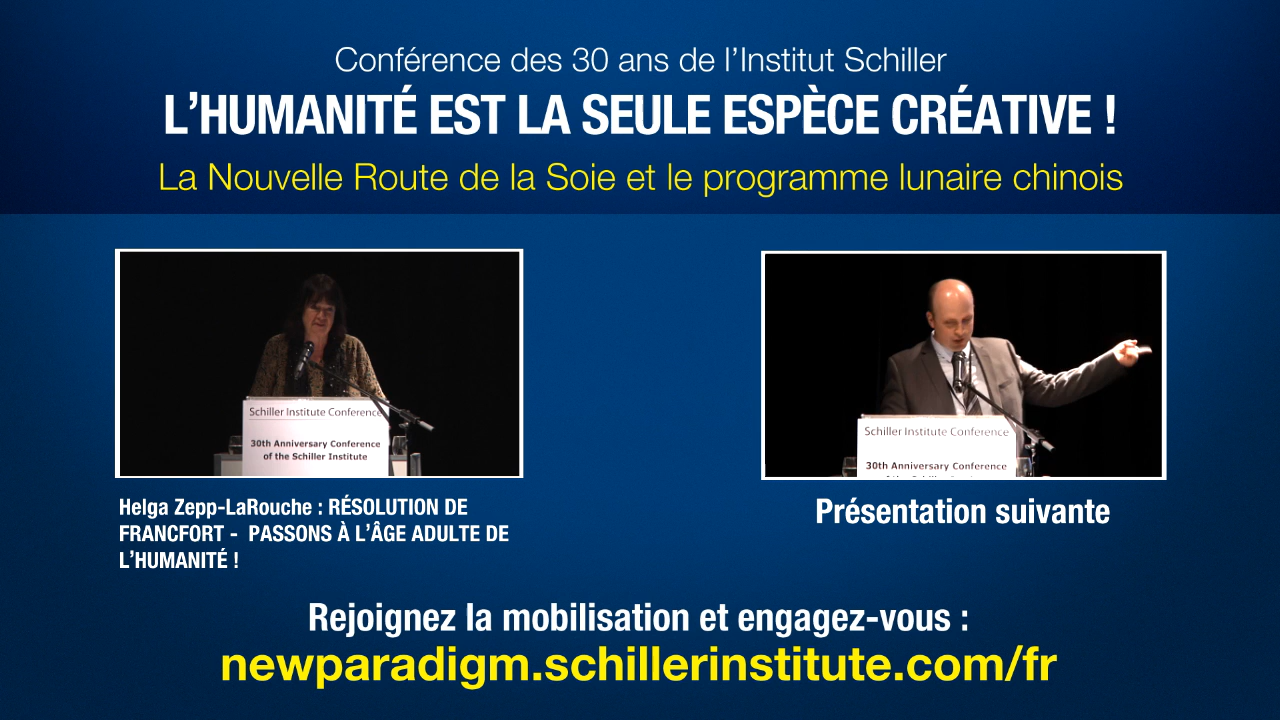 Conférence des 30 ans de l’Institut Schiller
L’HUMANITÉ EST LA SEULE ESPÈCE CRÉATIVE !
La Nouvelle Route de la Soie et le programme lunaire chinois
Schiller Institute Conference
30th Anniversary Conference
of the Schiller Institute
Schiller Institute Conference
30th Anniversary Conference
Helga Zepp-LaRouche : RÉSOLUTION DE
FRANCFORT - PASSONS À L’ÂGE ADULTE DE
L’HUMANITÉ !
Présentation suivante
Rejoignez la mobilisation et engagez-vous :
newparadigm.schillerinstitute.com/fr